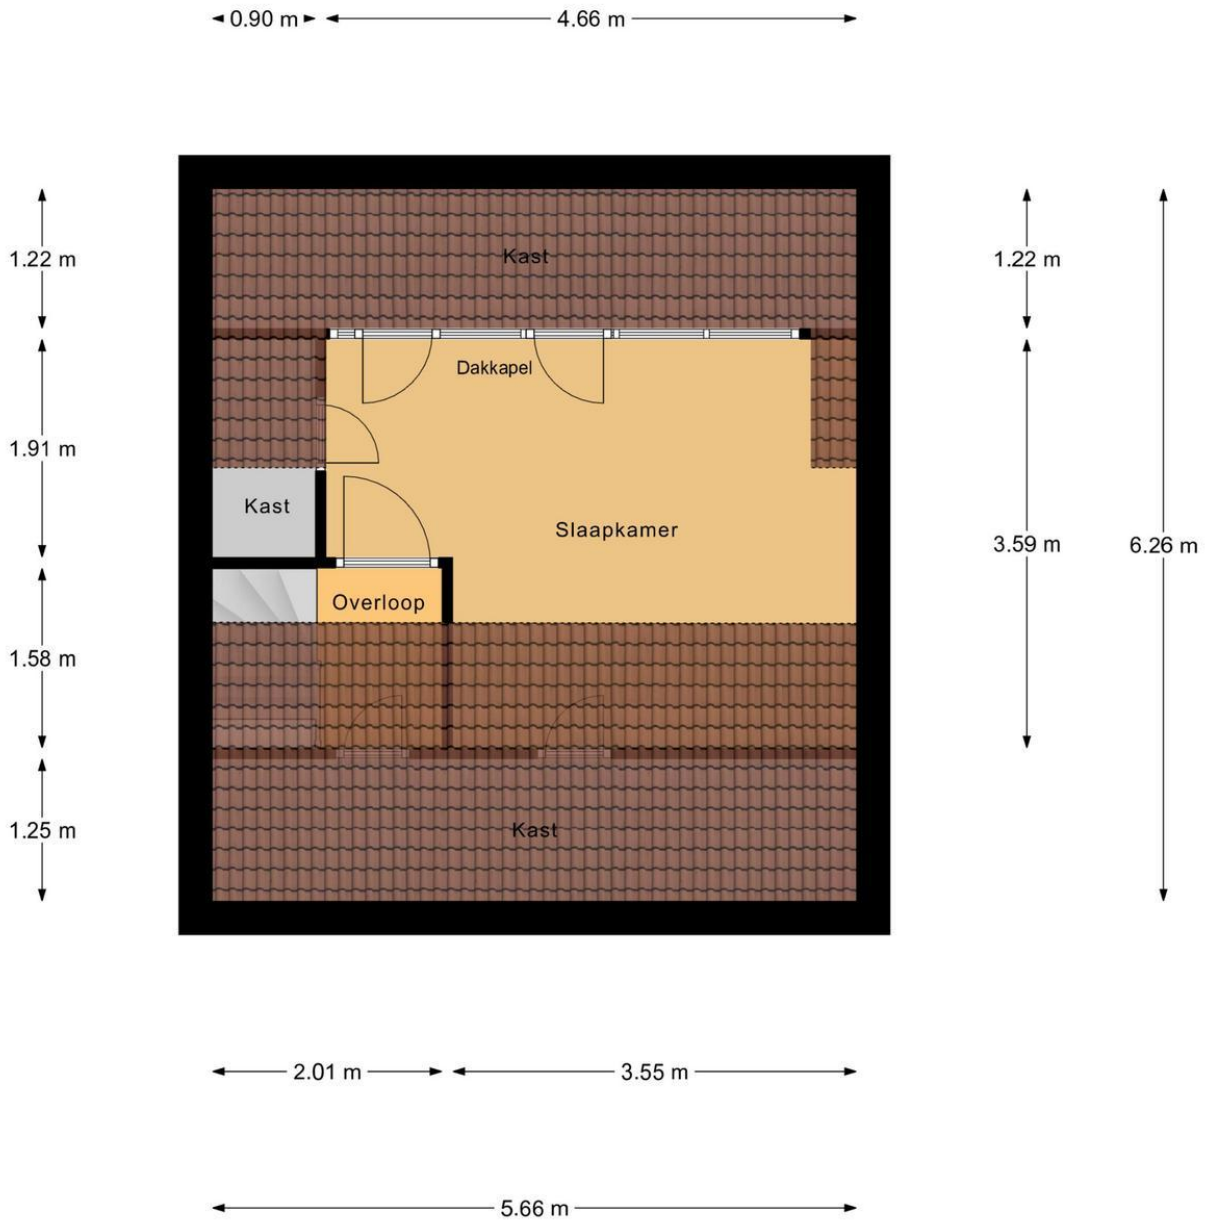 0.90 m 4.66 m
Kast
1.22 m 1.22 m
Dakkapel
1.91 m
Kast
Slaapkamer
3.59 m 6.26 m
Overloop
1.58 m
Kast
1.25 m
2.01 m 3.55 m
5.66 m